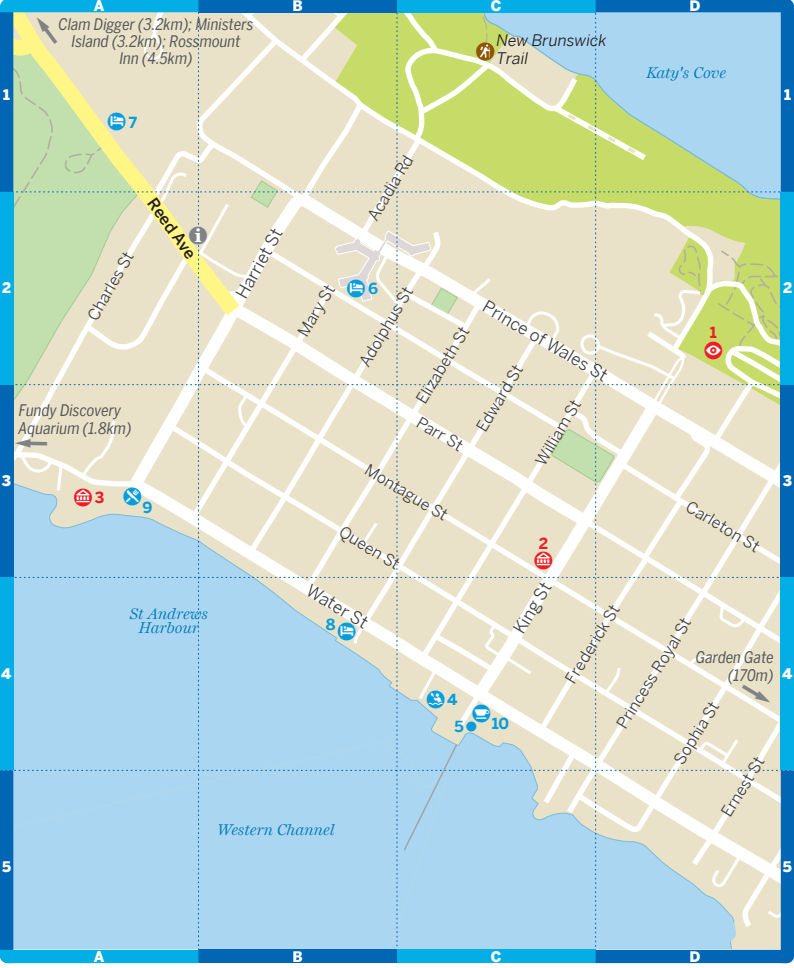 A
B
C
D
Clam Digger (3.2km); Ministers
Island (3.2km); Rossmount
Inn (4.5km)
New Brunswick
Trail
Katy's Cove
1
1
7
Acadia Rd
Reed Ave
i
Harriet St
Charles St
2
2
6
Mary St
Adolphus St
Prince of Wales St
1
Elizabeth St
Edward St
William St
Fundy Discovery
Aquarium (1.8km)
Parr St
3
3
3
9
Montague St
Carleton St
Queen St
2
Water St
King St
St Andrews
Harbour
8
Frederick St
Princess Royal St
Garden Gate
(170m)
4
4
4
5
10
Sophia St
Ernest St
Western Channel
5
5
A
B
C
D